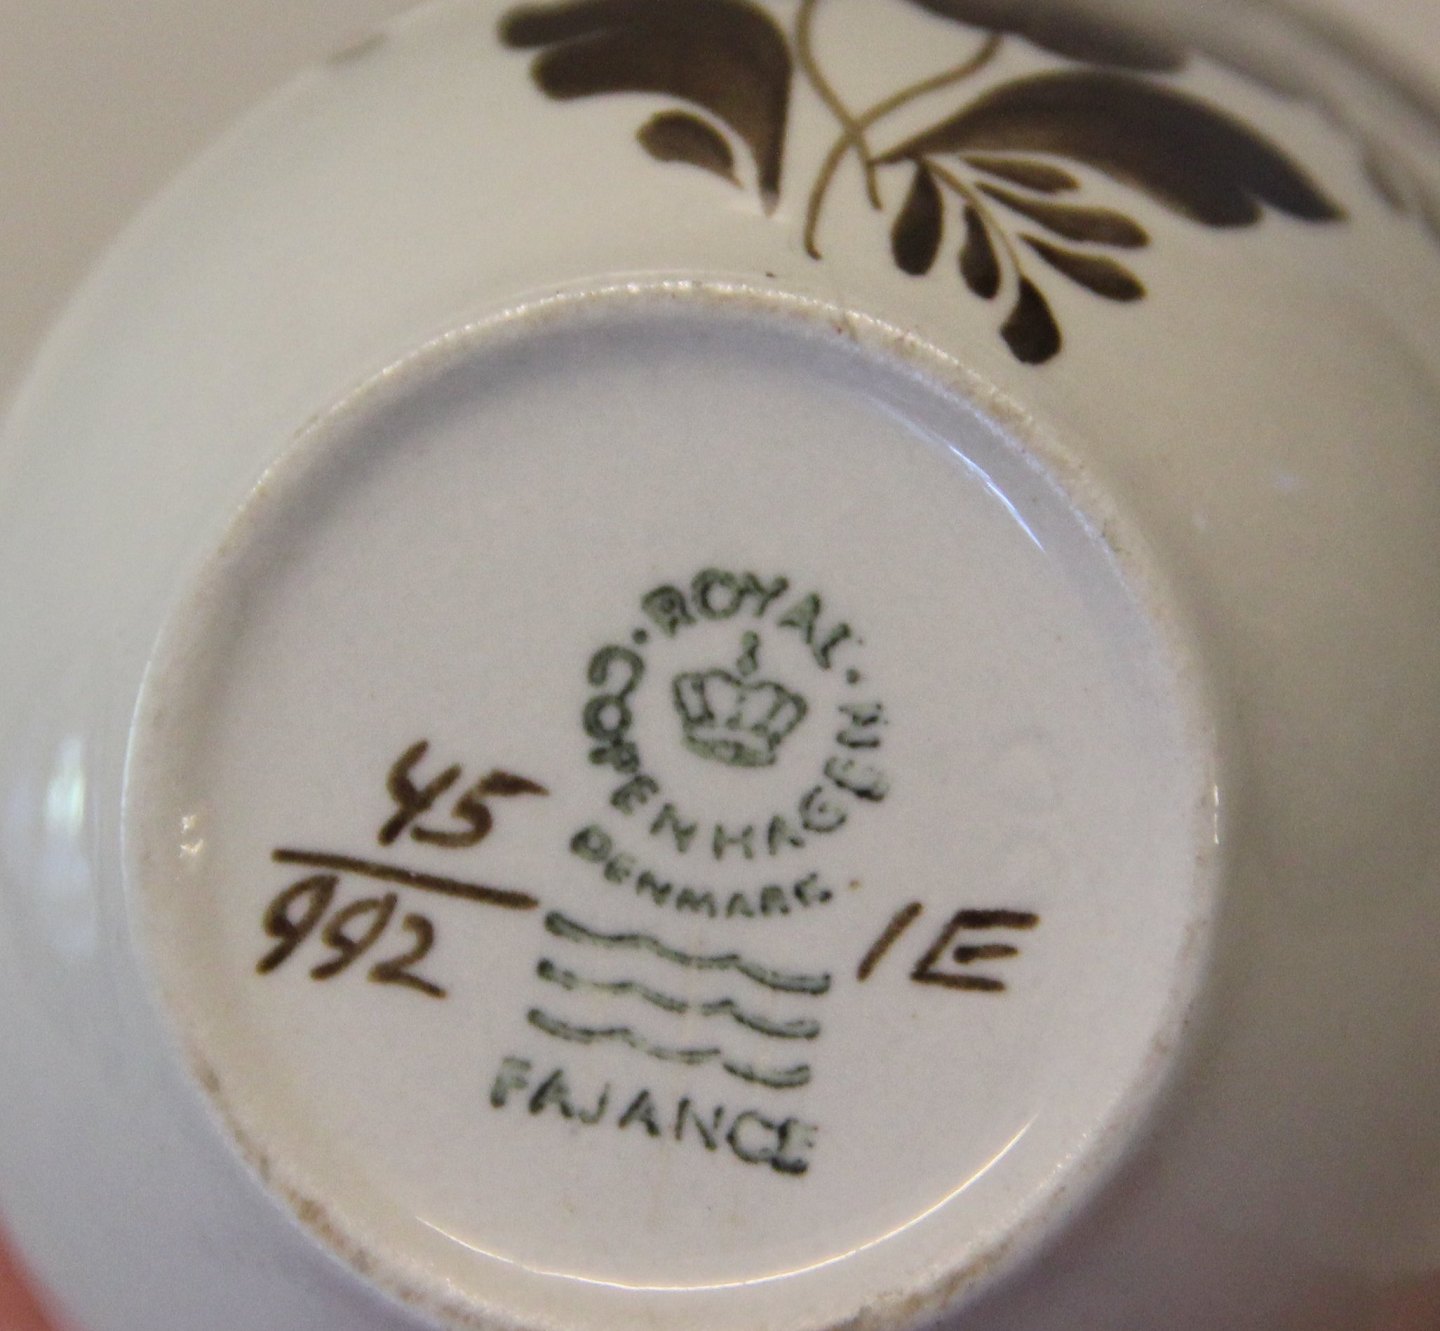 ROYAL · COPENHAGEN ·
DENMARK
45
992
1E
FAJANCE